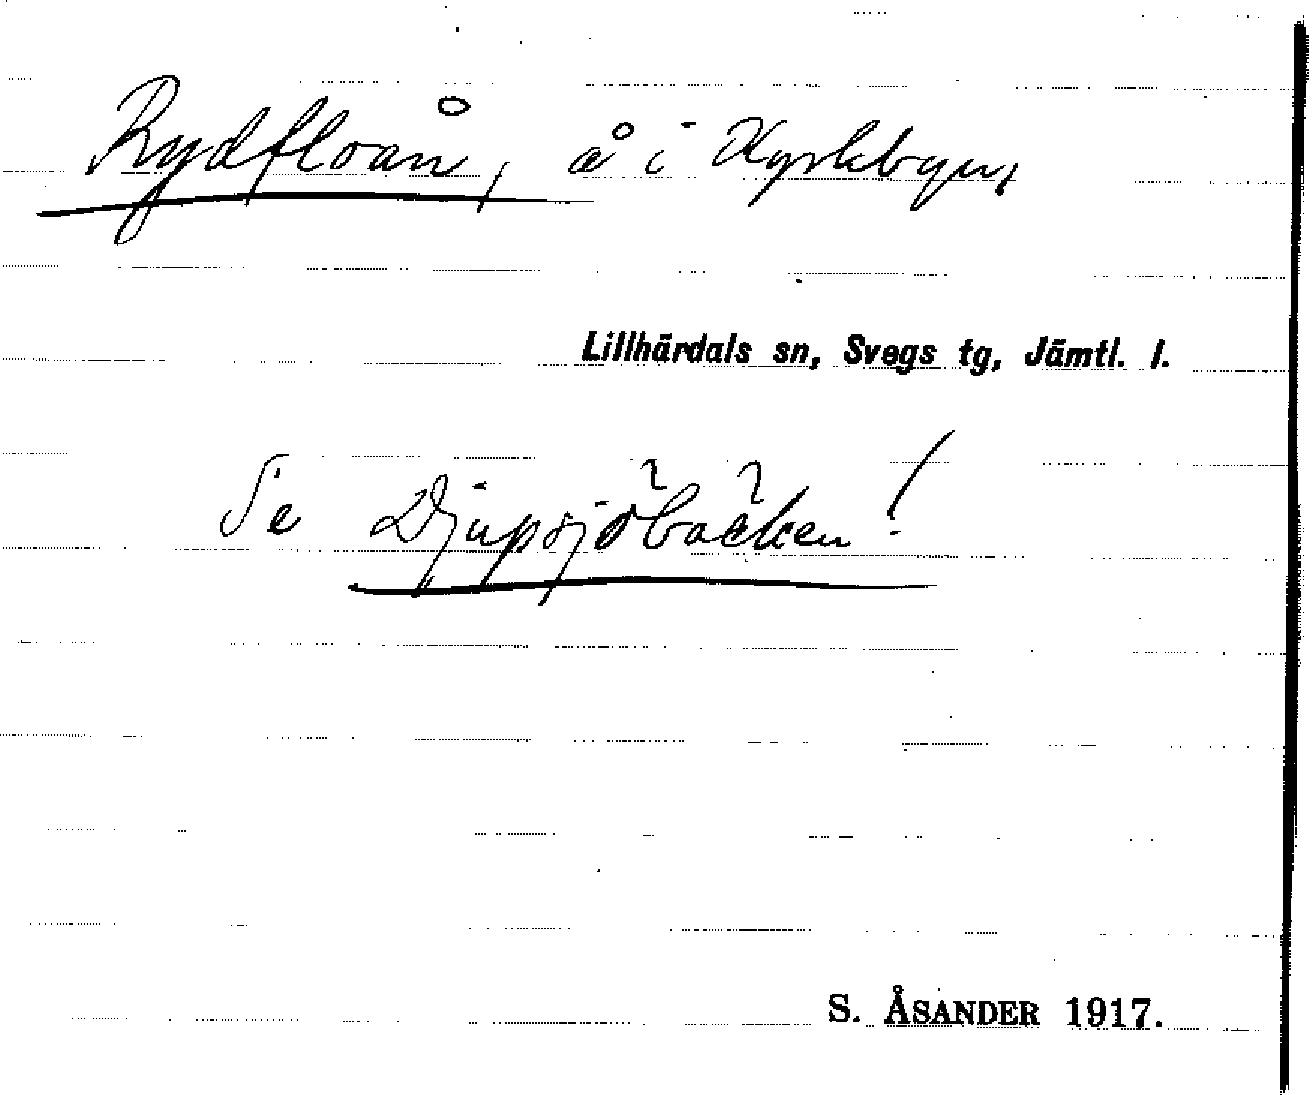 Rydfloån, å i Kyrkbyn,
Lillhärdals sn, Svegs tg, Jämtl. l.
Se Djupsjöbäcken!
S. ÅSANDER 1917.